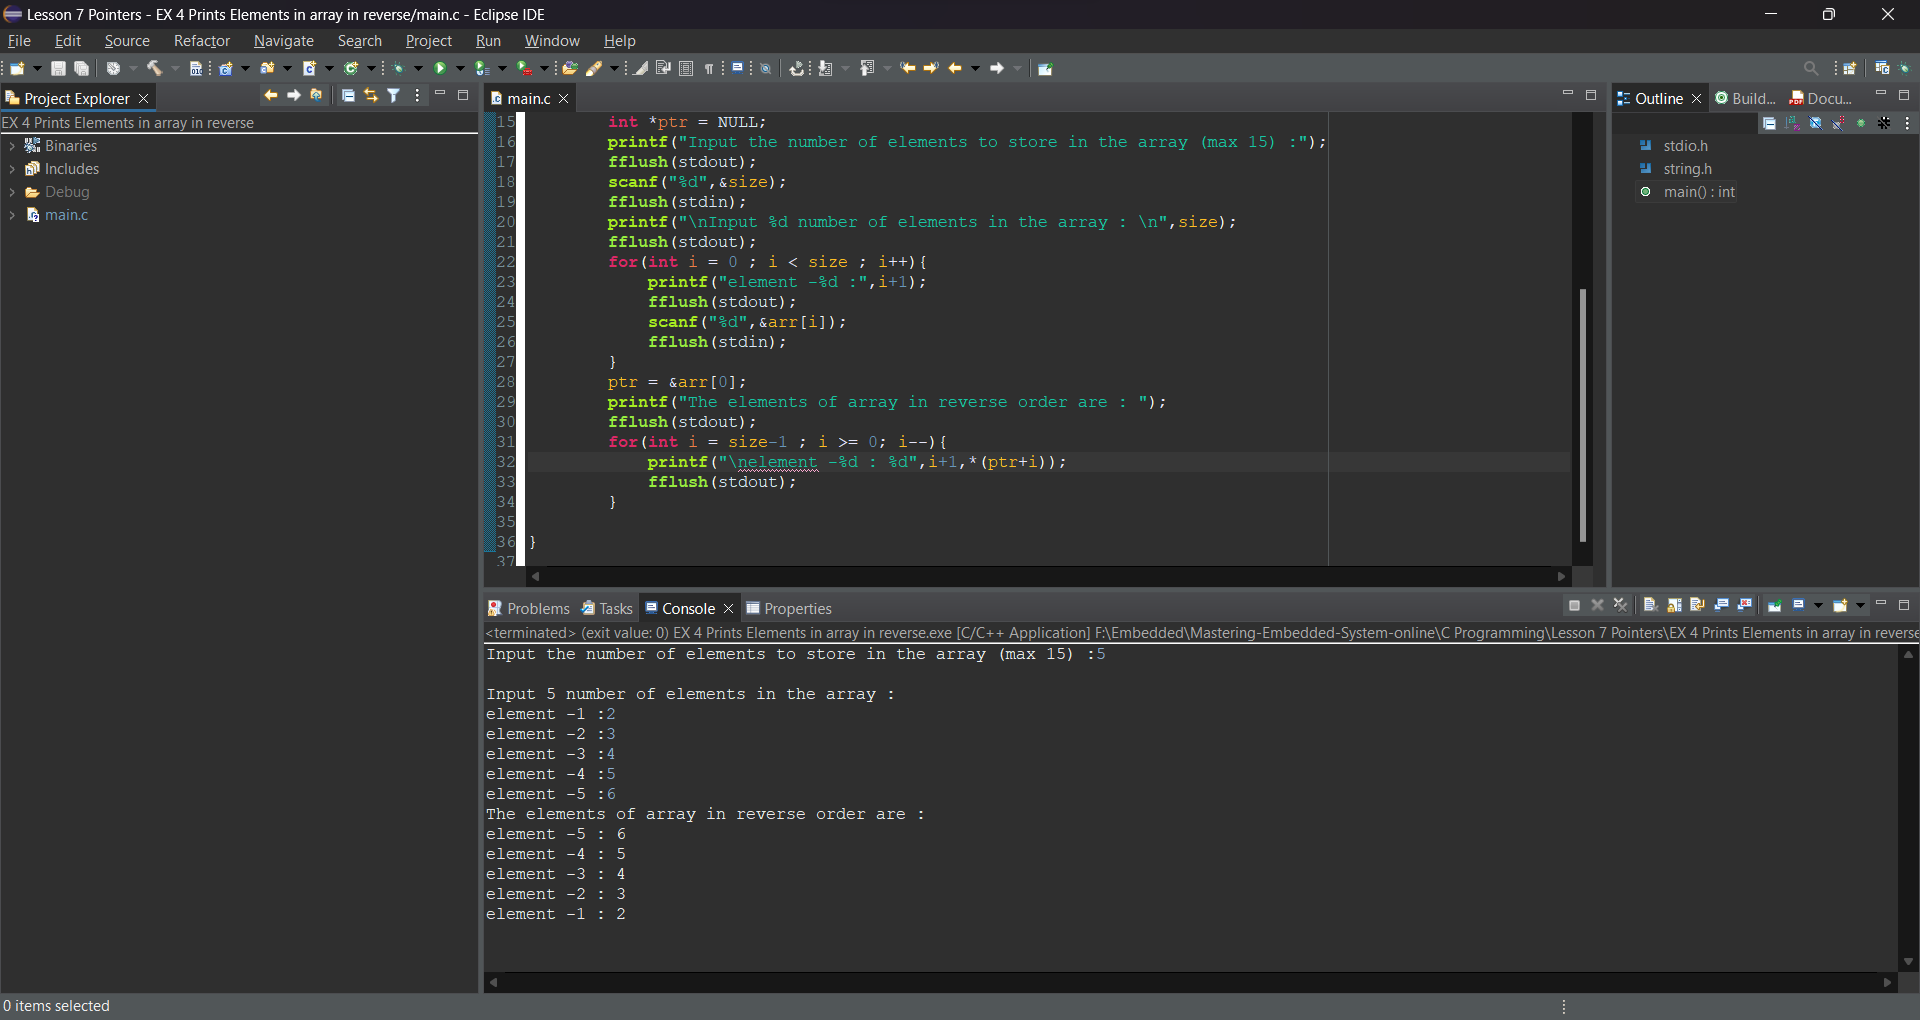 Lesson 7 Pointers - EX 4 Prints Elements in array in reverse/main.c - Eclipse IDE
File Edit Source Refactor Navigate Search Project Run Window Help
Project Explorer
EX 4 Prints Elements in array in reverse
Binaries
Includes
Debug
main.c
main.c
15 int *ptr = NULL;
16 printf("Input the number of elements to store in the array (max 15) :");
17 fflush(stdout);
18 scanf("%d",&size);
19 fflush(stdin);
20 printf("\nInput %d number of elements in the array : \n",size);
21 fflush(stdout);
22 for(int i = 0 ; i < size ; i++){
23 printf("element -%d :",i+1);
24 fflush(stdout);
25 scanf("%d",&arr[i]);
26 fflush(stdin);
27 }
28 ptr = &arr[0];
29 printf("The elements of array in reverse order are : ");
30 fflush(stdout);
31 for(int i = size-1 ; i >= 0; i--){
32 printf("\nelement -%d : %d",i+1,*(ptr+i));
33 fflush(stdout);
34 }
35
36 }
37
Outline Build... Docu...
stdio.h
string.h
main() : int
Problems Tasks Console Properties
<terminated> (exit value: 0) EX 4 Prints Elements in array in reverse.exe [C/C++ Application] F:\Embedded\Mastering-Embedded-System-online\C Programming\Lesson 7 Pointers\EX 4 Prints Elements in array in reverse
Input the number of elements to store in the array (max 15) :5
Input 5 number of elements in the array :
element -1 :2
element -2 :3
element -3 :4
element -4 :5
element -5 :6
The elements of array in reverse order are :
element -5 : 6
element -4 : 5
element -3 : 4
element -2 : 3
element -1 : 2
0 items selected